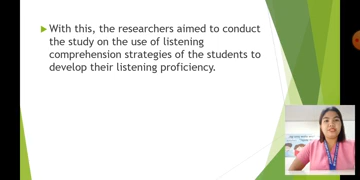 With this, the researchers aimed to conduct
the study on the use of listening
comprehension strategies of the students to
develop their listening proficiency.